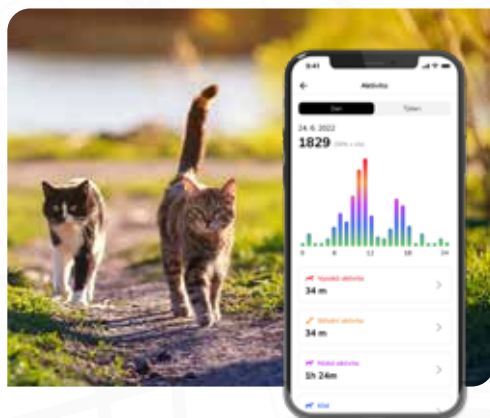 9:41
Aktivita
Den
Týden
24. 6. 2022
1829
0 6 12 18 24
Vysoká aktivita
34 m
Střední aktivita
34 m
Nízká aktivita
1h 24m
Klid